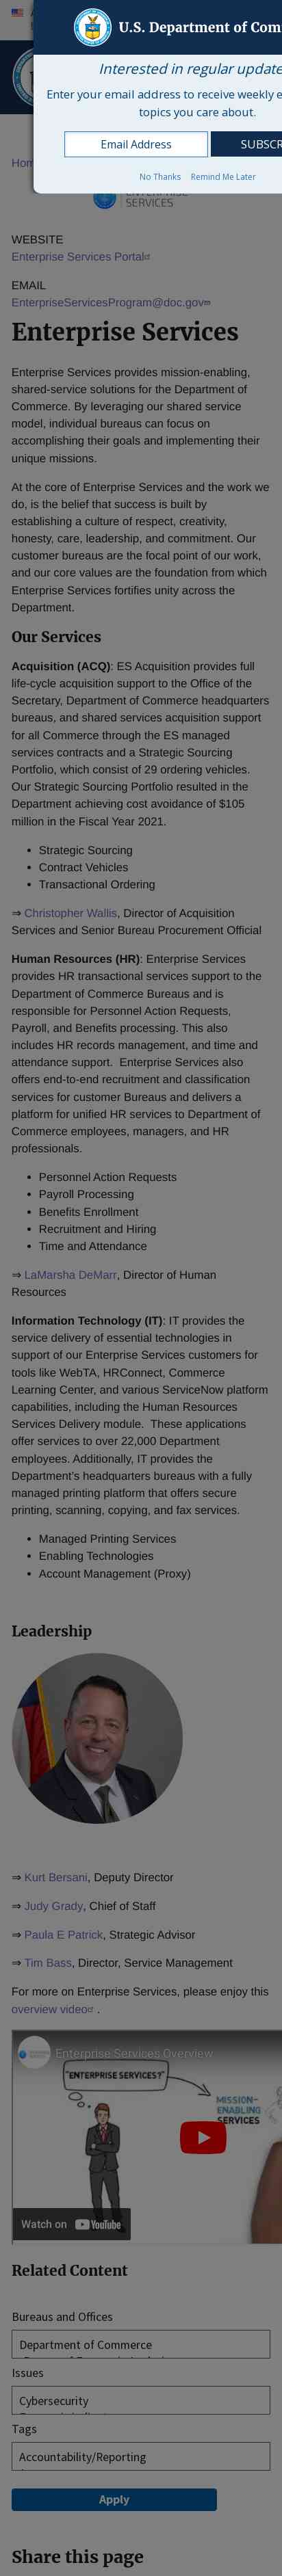 U.S. Department of Com
Interested in regular update
Enter your email address to receive weekly e
topics you care about.
Email Address
SUBSCR
No Thanks Remind Me Later
Hom
ENTERPRISE
SERVICES
WEBSITE
Enterprise Services Portal
EMAIL
EnterpriseServicesProgram@doc.gov
Enterprise Services
Enterprise Services provides mission-enabling,
shared-service solutions for the Department of
Commerce. By leveraging our shared service
model, individual bureaus can focus on
accomplishing their goals and implementing their
unique missions.
At the core of Enterprise Services and the work we
do, is the belief that success is built by
establishing a culture of respect, creativity,
honesty, care, leadership, and commitment. Our
customer bureaus are the focal point of our work,
and our core values are the foundation from which
Enterprise Services fortifies unity across the
Department.
Our Services
Acquisition (ACQ): ES Acquisition provides full
life-cycle acquisition support to the Office of the
Secretary, Department of Commerce headquarters
bureaus, and shared services acquisition support
for all Commerce through the ES managed
services contracts and a Strategic Sourcing
Portfolio, which consist of 29 ordering vehicles.
Our Strategic Sourcing Portfolio resulted in the
Department achieving cost avoidance of $105
million in the Fiscal Year 2021.
• Strategic Sourcing
• Contract Vehicles
• Transactional Ordering
⇒ Christopher Wallis, Director of Acquisition
Services and Senior Bureau Procurement Official
Human Resources (HR): Enterprise Services
provides HR transactional services support to the
Department of Commerce Bureaus and is
responsible for Personnel Action Requests,
Payroll, and Benefits processing. This also
includes HR records management, and time and
attendance support.  Enterprise Services also
offers end-to-end recruitment and classification
services for customer Bureaus and delivers a
platform for unified HR services to Department of
Commerce employees, managers, and HR
professionals.
• Personnel Action Requests
• Payroll Processing
• Benefits Enrollment
• Recruitment and Hiring
• Time and Attendance
⇒ LaMarsha DeMarr, Director of Human
Resources
Information Technology (IT): IT provides the
service delivery of essential technologies in
support of our Enterprise Services customers for
tools like WebTA, HRConnect, Commerce
Learning Center, and various ServiceNow platform
capabilities, including the Human Resources
Services Delivery module.  These applications
offer services to over 22,000 Department
employees. Additionally, IT provides the
Department's headquarters bureaus with a fully
managed printing platform that offers secure
printing, scanning, copying, and fax services.
• Managed Printing Services
• Enabling Technologies
• Account Management (Proxy)
Leadership
⇒ Kurt Bersani, Deputy Director
⇒ Judy Grady, Chief of Staff
⇒ Paula E Patrick, Strategic Advisor
⇒ Tim Bass, Director, Service Management
For more on Enterprise Services, please enjoy this
overview video .
Enterprise Services Overview
"ENTERPRISE SERVICES?"
MISSION-
ENABLING
SERVICES
Watch on YouTube
Related Content
Bureaus and Offices
Department of Commerce
Issues
Cybersecurity
Tags
Accountability/Reporting
Apply
Share this page